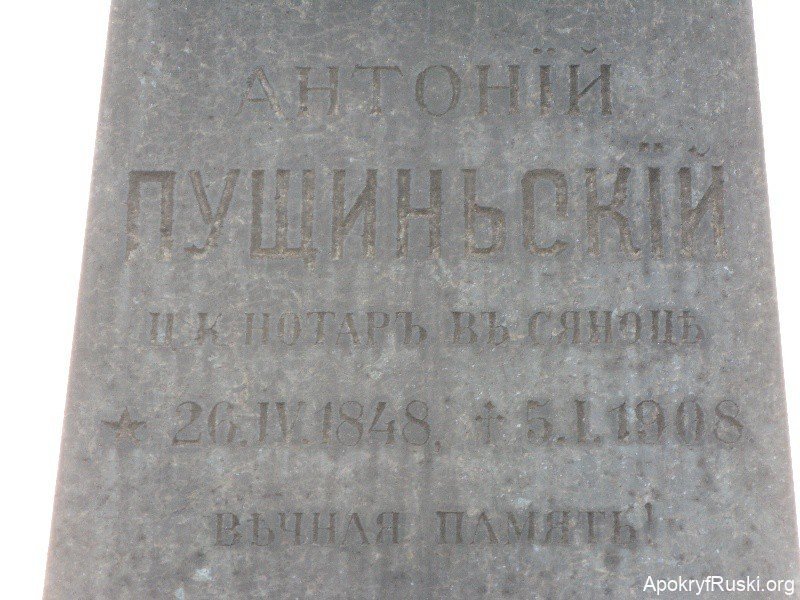 АНТОНІЙ
ПУЩИНЬСКІЙ
Ц К НОТАРЪ ВЪ СЯНОЦѢ
★ 26.IV.1848. ✝ 5.I.1908.
ВѢЧНАЯ ПАМЯТЬ!
ApokryfRuski.org